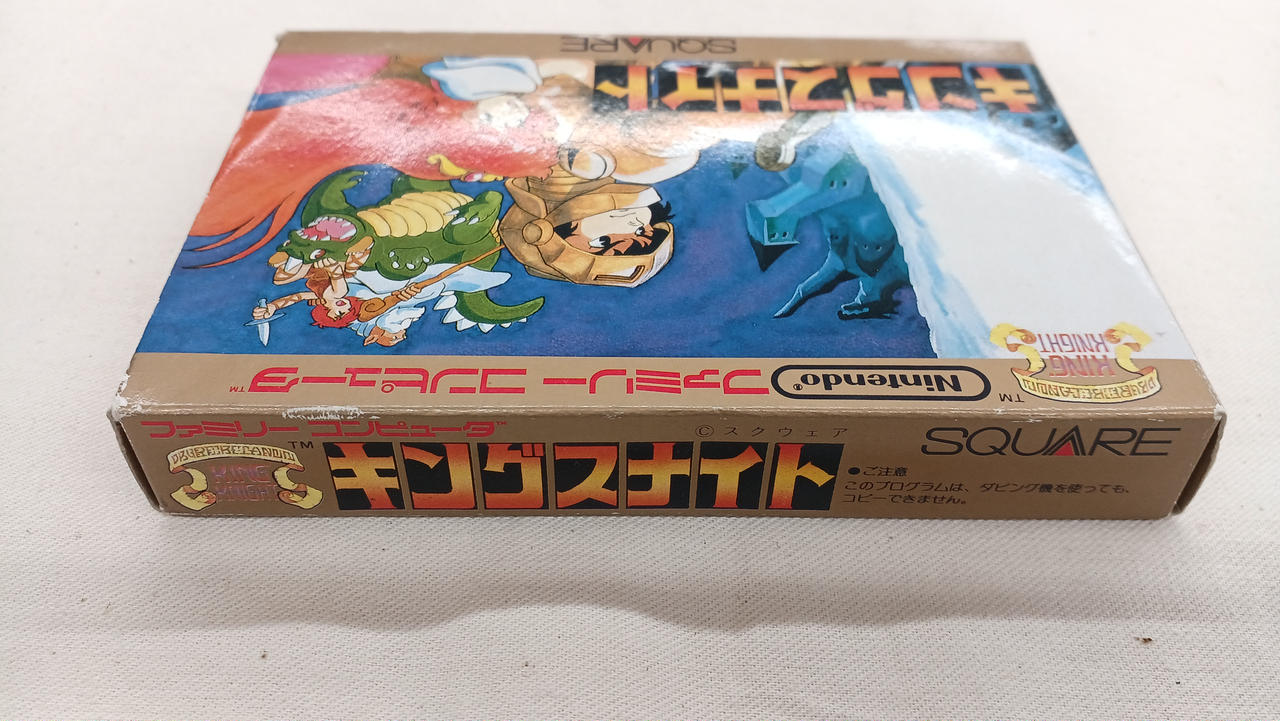 SQUARE
キングスナイト
KING
KNIGHT
Nintendo®
ファミリー コンピュータ™
TM
ファミリー コンピュータ™
KING
KNIGHT
TM
キングスナイト
©スクウェア
SQUARE
●ご注意
このプログラムは、ダビング機を使っても、
コピーできません。